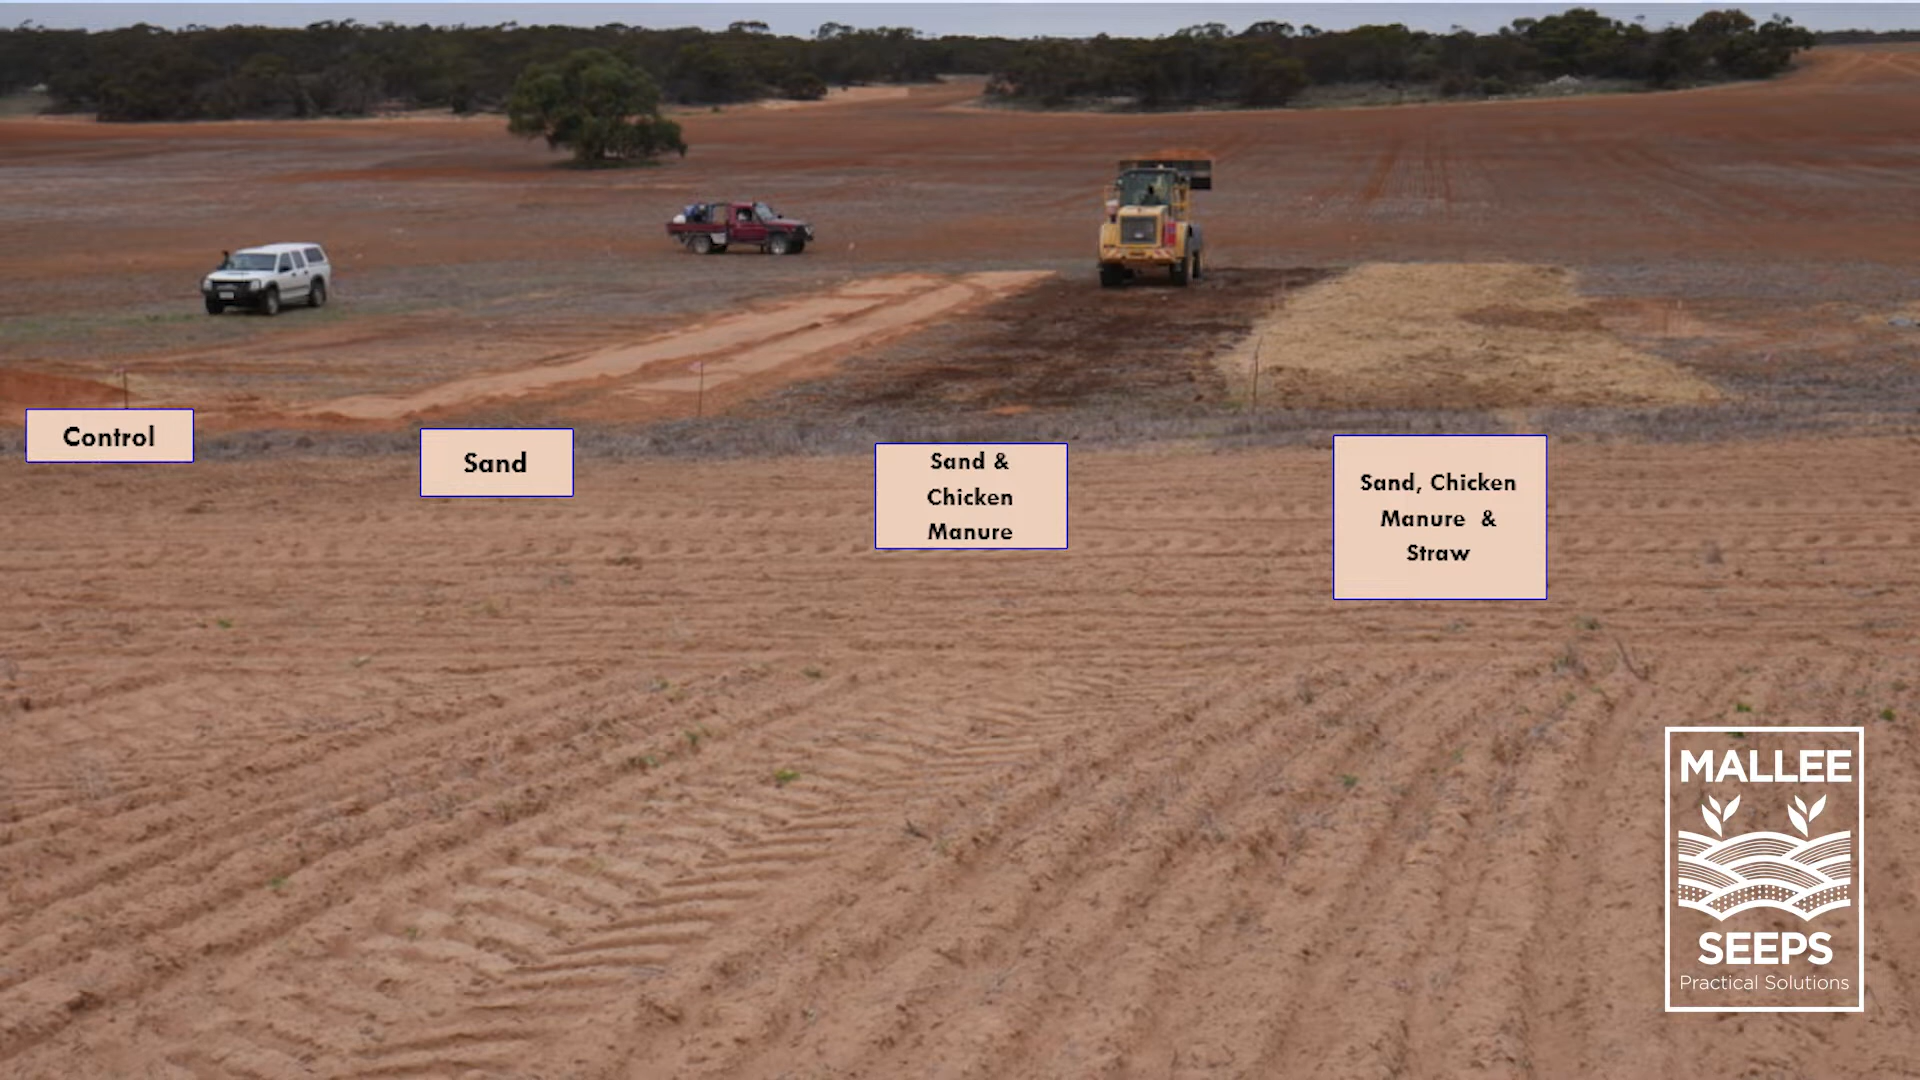 Control
Sand
Sand &
Chicken
Manure
Sand, Chicken
Manure &
Straw
MALLEE
SEEPS
Practical Solutions